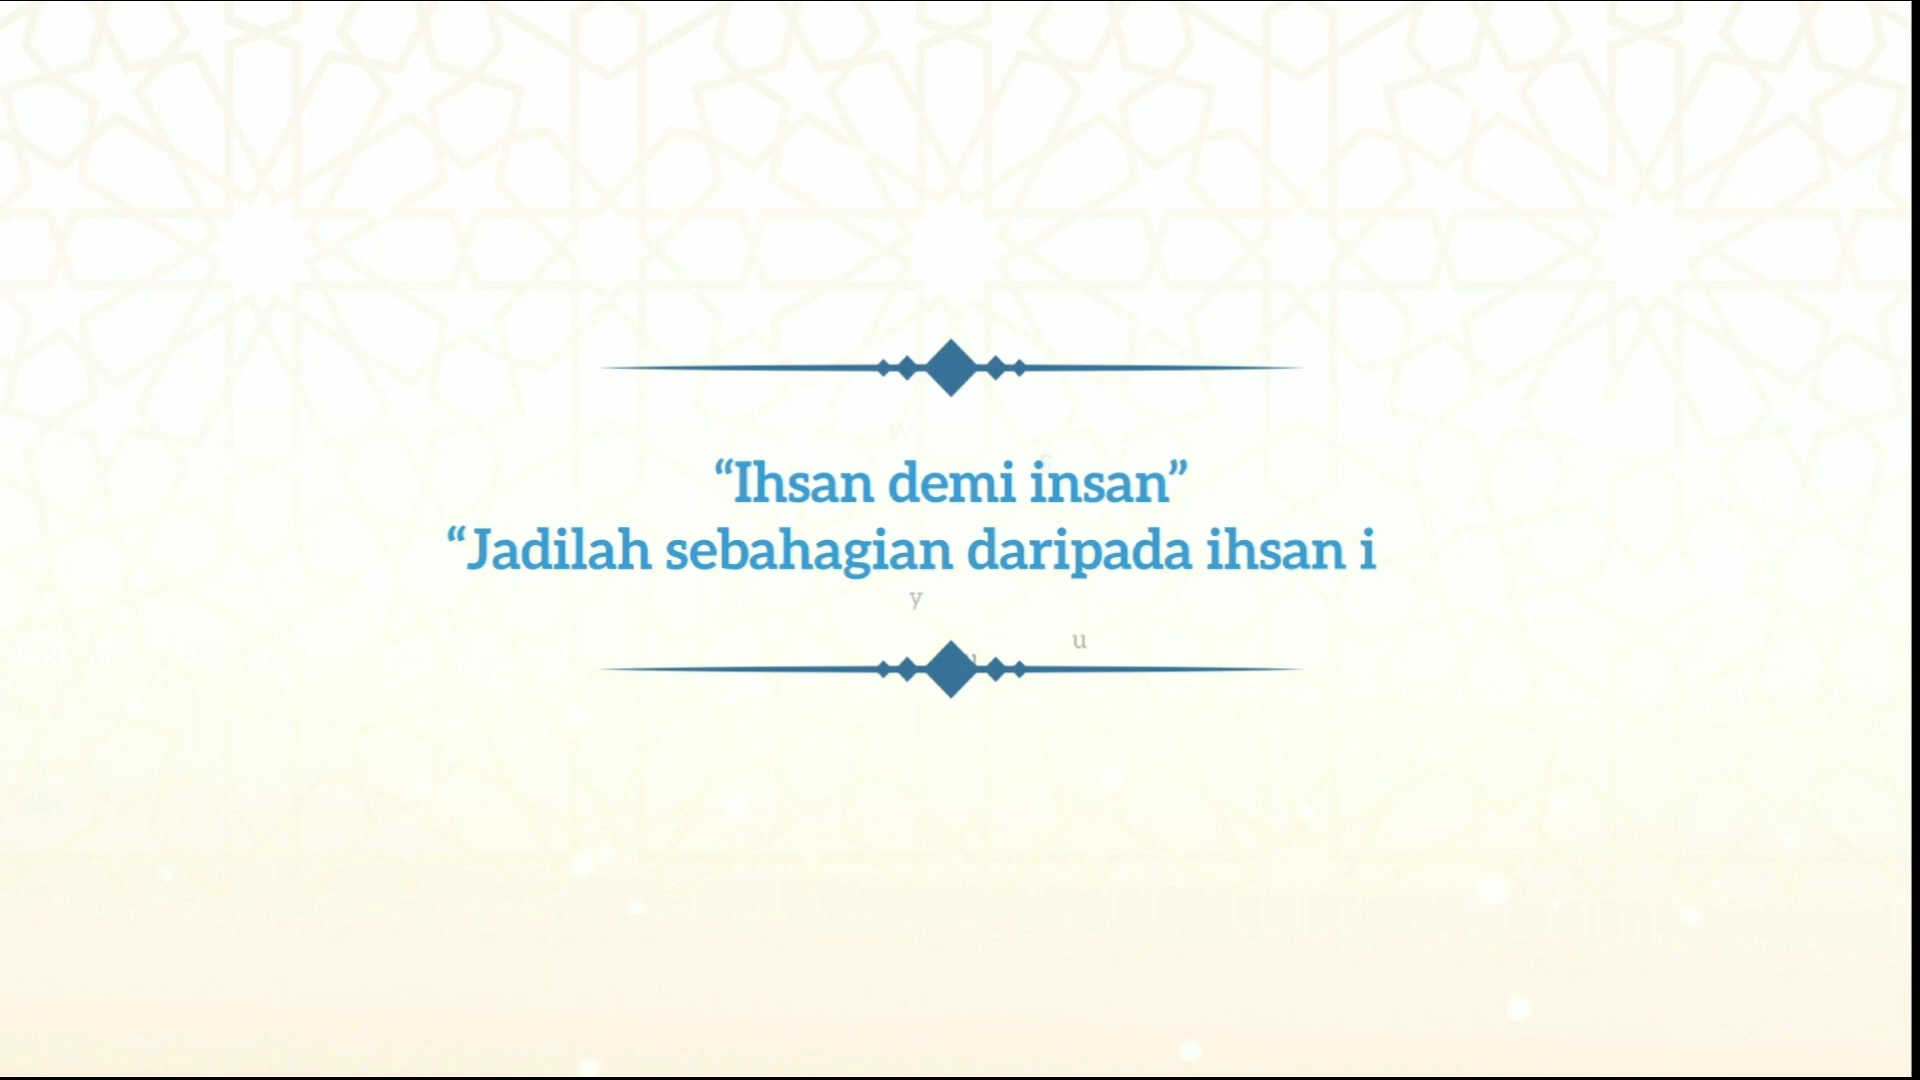 “Ihsan demi insan”
“Jadilah sebahagian daripada ihsan i
y
u